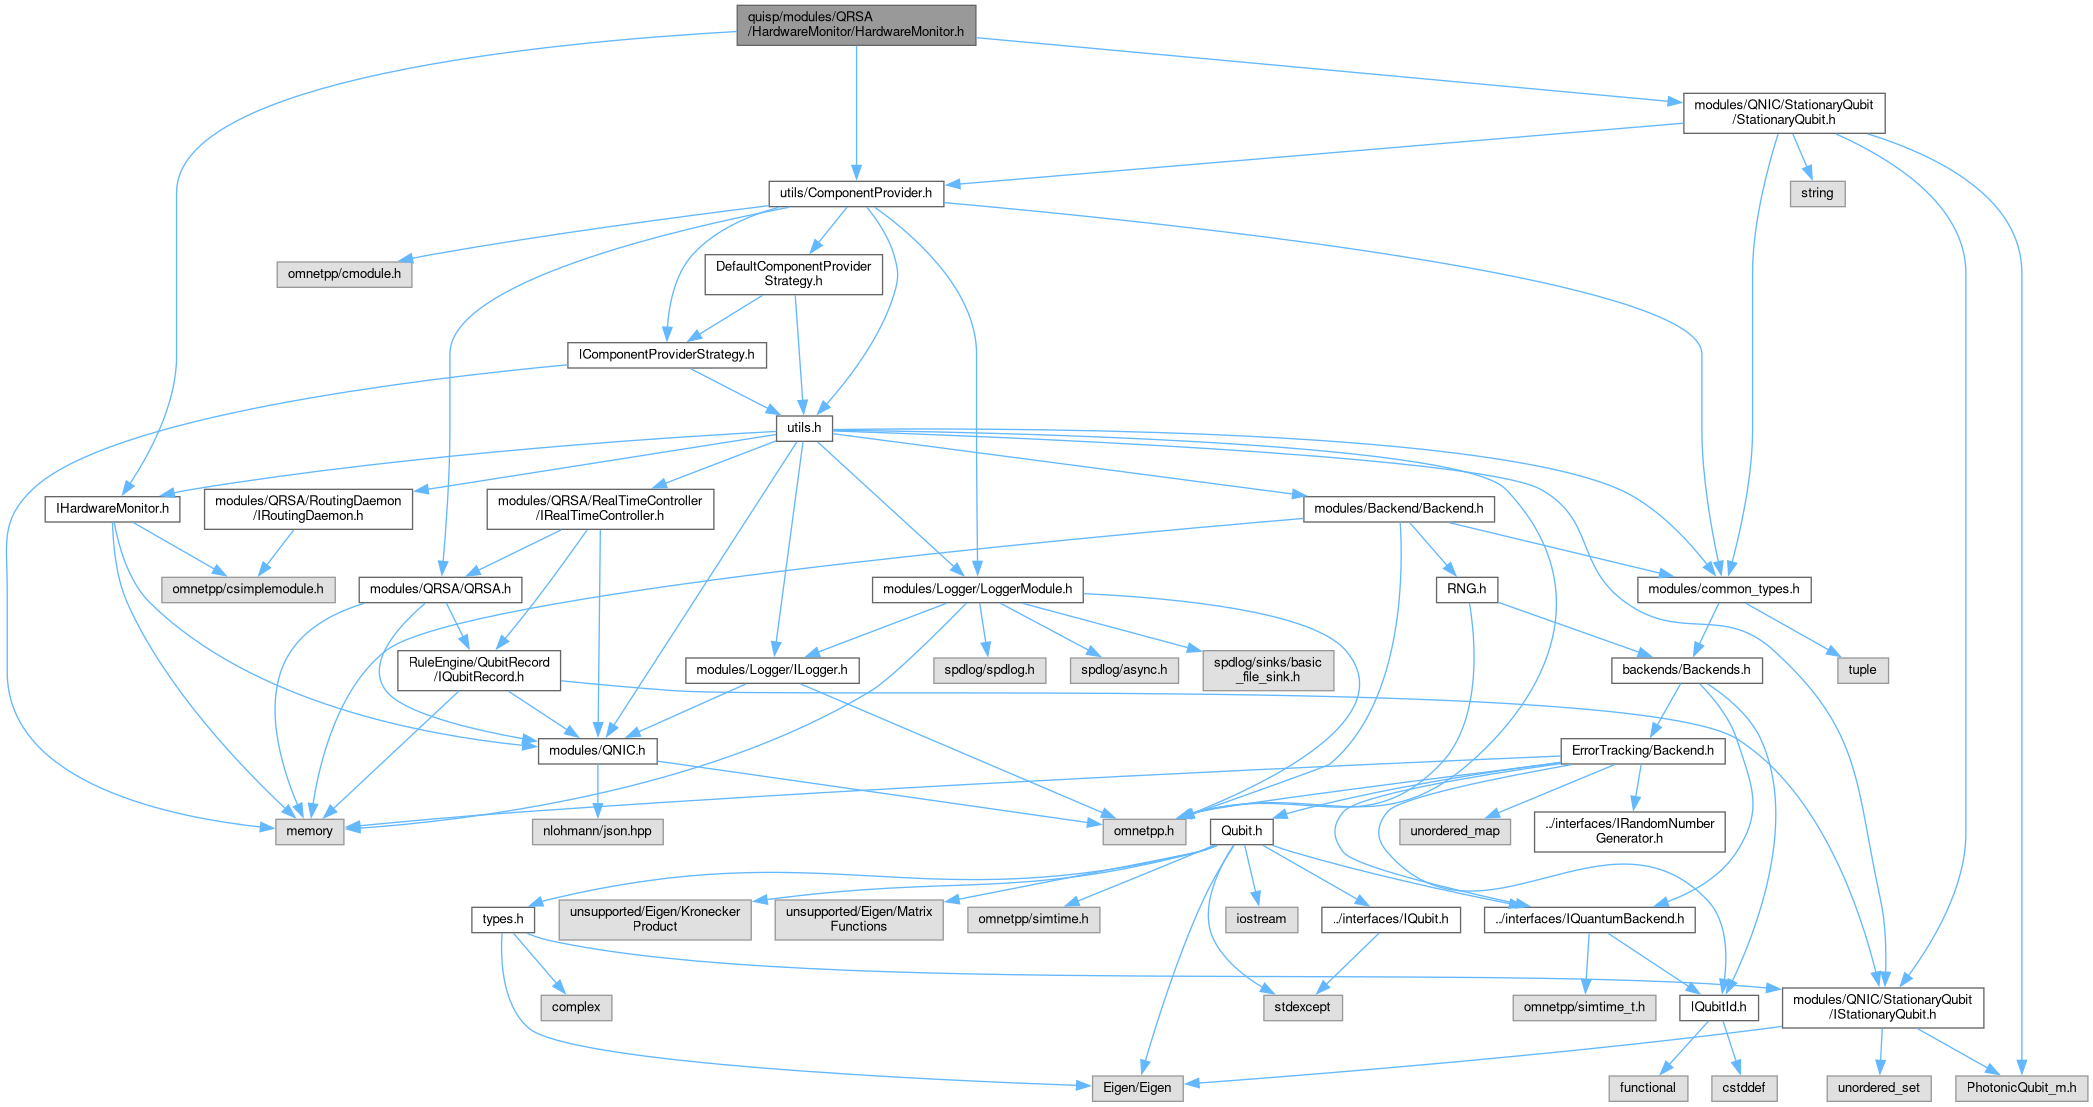 quisp/modules/QRSA
/HardwareMonitor/HardwareMonitor.h
modules/QNIC/StationaryQubit
/StationaryQubit.h
utils/ComponentProvider.h
string
omnetpp/cmodule.h
DefaultComponentProvider
Strategy.h
IComponentProviderStrategy.h
utils.h
IHardwareMonitor.h
modules/QRSA/RoutingDaemon
/IRoutingDaemon.h
modules/QRSA/RealTimeController
/IRealTimeController.h
modules/Backend/Backend.h
omnetpp/csimplemodule.h
modules/QRSA/QRSA.h
modules/Logger/LoggerModule.h
RNG.h
modules/common_types.h
RuleEngine/QubitRecord
/IQubitRecord.h
modules/Logger/ILogger.h
spdlog/spdlog.h
spdlog/async.h
spdlog/sinks/basic
_file_sink.h
backends/Backends.h
tuple
modules/QNIC.h
ErrorTracking/Backend.h
memory
nlohmann/json.hpp
omnetpp.h
Qubit.h
unordered_map
../interfaces/IRandomNumber
Generator.h
types.h
unsupported/Eigen/Kronecker
Product
unsupported/Eigen/Matrix
Functions
omnetpp/simtime.h
iostream
../interfaces/IQubit.h
../interfaces/IQuantumBackend.h
complex
stdexcept
omnetpp/simtime_t.h
IQubitId.h
modules/QNIC/StationaryQubit
/IStationaryQubit.h
Eigen/Eigen
functional
cstddef
unordered_set
PhotonicQubit_m.h